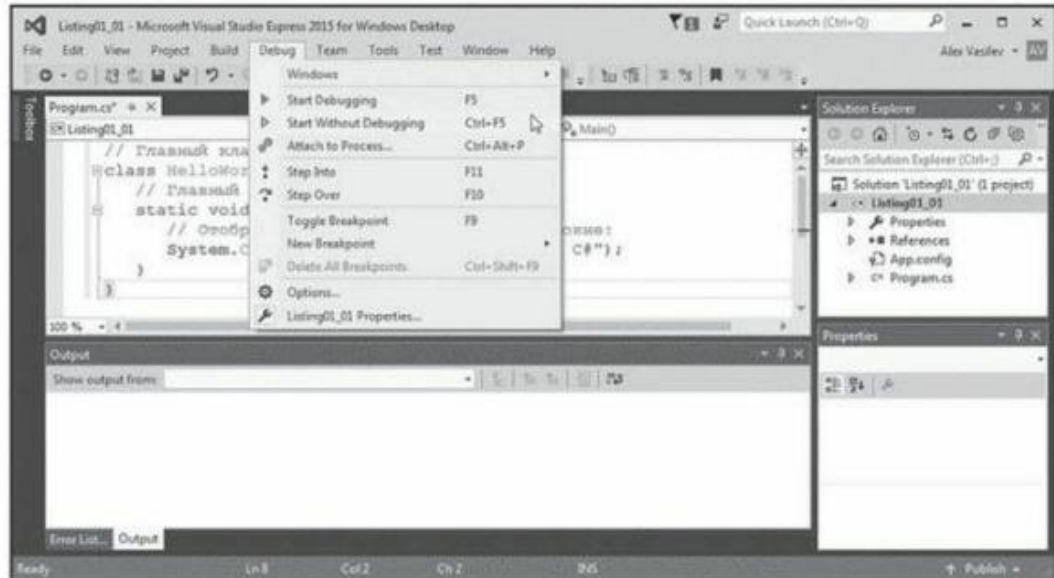 Listing01_01 - Microsoft Visual Studio Express 2015 for Windows Desktop
Quick Launch (Ctrl+Q)
File Edit View Project Build Debug Team Tools Test Window Help
Alex Vasilev
AV
Toolbox
Program.cs*
Listing01_01
Main()
// Главный кла
class HelloWor
// Главный
static void
// Отобр
окне:
System.C
C#");
}
}
100 %
Windows
Start Debugging F5
Start Without Debugging Ctrl+F5
Attach to Process... Ctrl+Alt+P
Step Into F11
Step Over F10
Toggle Breakpoint F9
New Breakpoint
Delete All Breakpoints Ctrl+Shift+F9
Options...
Listing01_01 Properties...
Solution Explorer
Search Solution Explorer (Ctrl+;)
Solution 'Listing01_01' (1 project)
Listing01_01
Properties
References
App.config
C# Program.cs
Properties
Output
Show output from:
Error List... Output
Ready Ln 8 Col 2 Ch 2 INS Publish